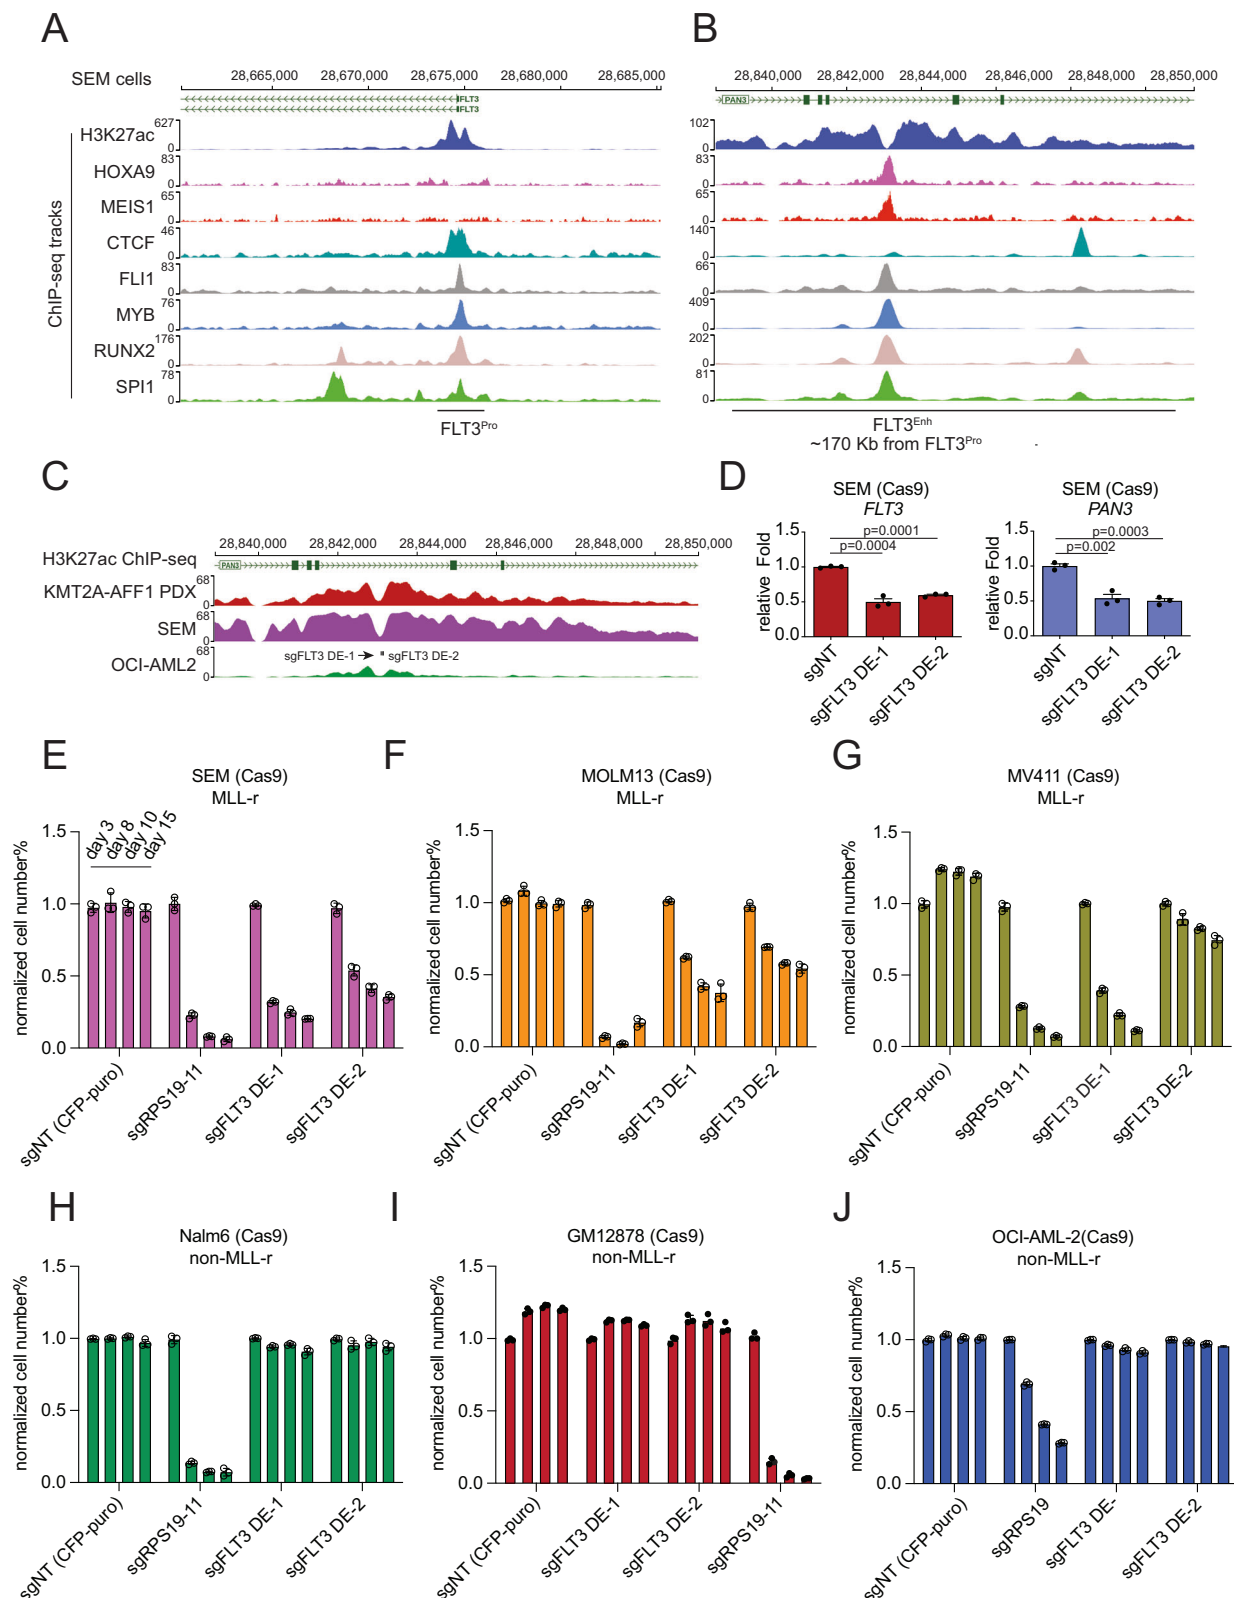 A
SEM cells
28,665,000 28,670,000 28,675,000 28,680,000 28,685,000
FLT3
FLT3
ChIP-seq tracks
H3K27ac 627 0
HOXA9 83 0
MEIS1 65 0
CTCF 46 0
FLI1 83 0
MYB 76 0
RUNX2 176 0
SPI1 78 0
FLT3Pro
B
28,840,000 28,842,000 28,844,000 28,846,000 28,848,000 28,850,000
PAN3
102 0
83 0
65 0
140 0
66 0
409 0
202 0
81 0
FLT3Enh
~170 Kb from FLT3Pro
C
H3K27ac ChIP-seq
28,840,000 28,842,000 28,844,000 28,846,000 28,848,000 28,850,000
PAN3
KMT2A-AFF1 PDX 68 0
SEM 68 0
OCI-AML2 68 0
sgFLT3 DE-1 sgFLT3 DE-2
D
SEM (Cas9)
FLT3
relative Fold
1.5
1.0
0.5
0.0
p=0.0001
p=0.0004
sgNT
sgFLT3 DE-1
sgFLT3 DE-2
SEM (Cas9)
PAN3
relative Fold
1.5
1.0
0.5
0.0
p=0.0003
p=0.002
sgNT
sgFLT3 DE-1
sgFLT3 DE-2
E
SEM (Cas9)
MLL-r
normalized cell number%
1.5
1.0
0.5
0.0
day 3
day 8
day 10
day 15
sgNT (CFP-puro)
sgRPS19-11
sgFLT3 DE-1
sgFLT3 DE-2
F
MOLM13 (Cas9)
MLL-r
normalized cell number%
1.5
1.0
0.5
0.0
sgNT (CFP-puro)
sgRPS19-11
sgFLT3 DE-1
sgFLT3 DE-2
G
MV411 (Cas9)
MLL-r
normalized cell number%
1.5
1.0
0.5
0.0
sgNT (CFP-puro)
sgRPS19-11
sgFLT3 DE-1
sgFLT3 DE-2
H
Nalm6 (Cas9)
non-MLL-r
normalized cell number%
1.5
1.0
0.5
0.0
sgNT (CFP-puro)
sgRPS19-11
sgFLT3 DE-1
sgFLT3 DE-2
I
GM12878 (Cas9)
non-MLL-r
normalized cell number%
1.5
1.0
0.5
0.0
sgNT (CFP-puro)
sgFLT3 DE-1
sgFLT3 DE-2
sgRPS19-11
J
OCI-AML-2(Cas9)
non-MLL-r
normalized cell number%
1.5
1.0
0.5
0.0
sgNT (CFP-puro)
sgRPS19
sgFLT3 DE-
sgFLT3 DE-2